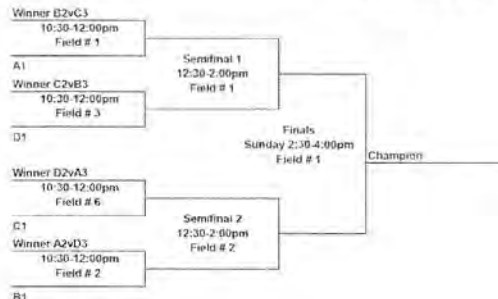 Winner B2vC3
10:30-12:00pm
Field # 1
A1
Winner C2vB3
10:30-12:00pm
Field # 3
D1
Semifinal 1
12:30-2:00pm
Field # 1
Finals
Sunday 2:30-4:00pm
Field # 1
Champion
Winner D2vA3
10:30-12:00pm
Field # 6
C1
Winner A2vD3
10:30-12:00pm
Field # 2
B1
Semifinal 2
12:30-2:00pm
Field # 2